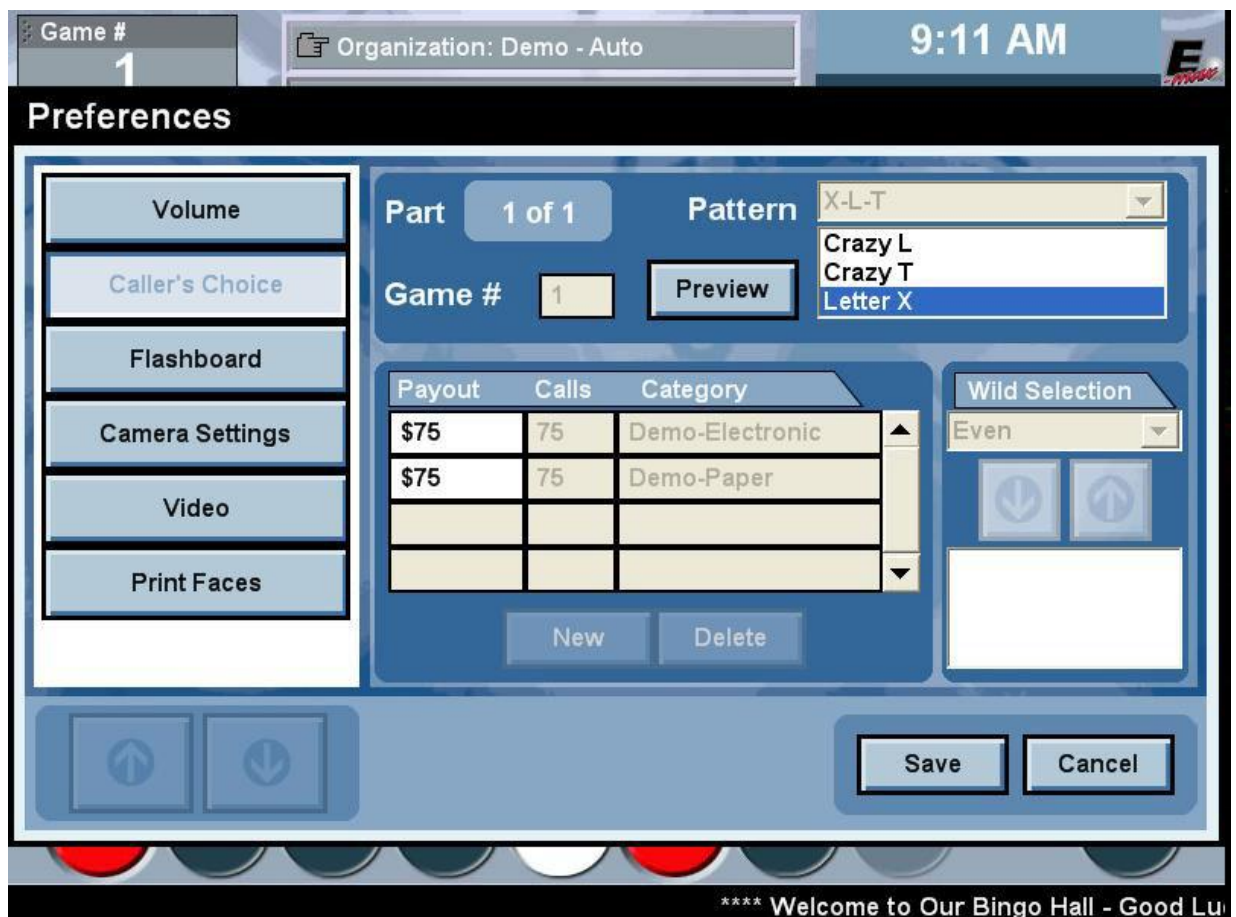 Game #
1
Organization: Demo - Auto
9:11 AM
E
-max
Preferences
Volume
Caller's Choice
Flashboard
Camera Settings
Video
Print Faces
Part 1 of 1 Pattern X-L-T
Crazy L
Crazy T
Letter X
Game # 1 Preview
Payout Calls Category
$75 75 Demo-Electronic
$75 75 Demo-Paper
New Delete
Wild Selection
Even
Save Cancel
**** Welcome to Our Bingo Hall - Good Lu